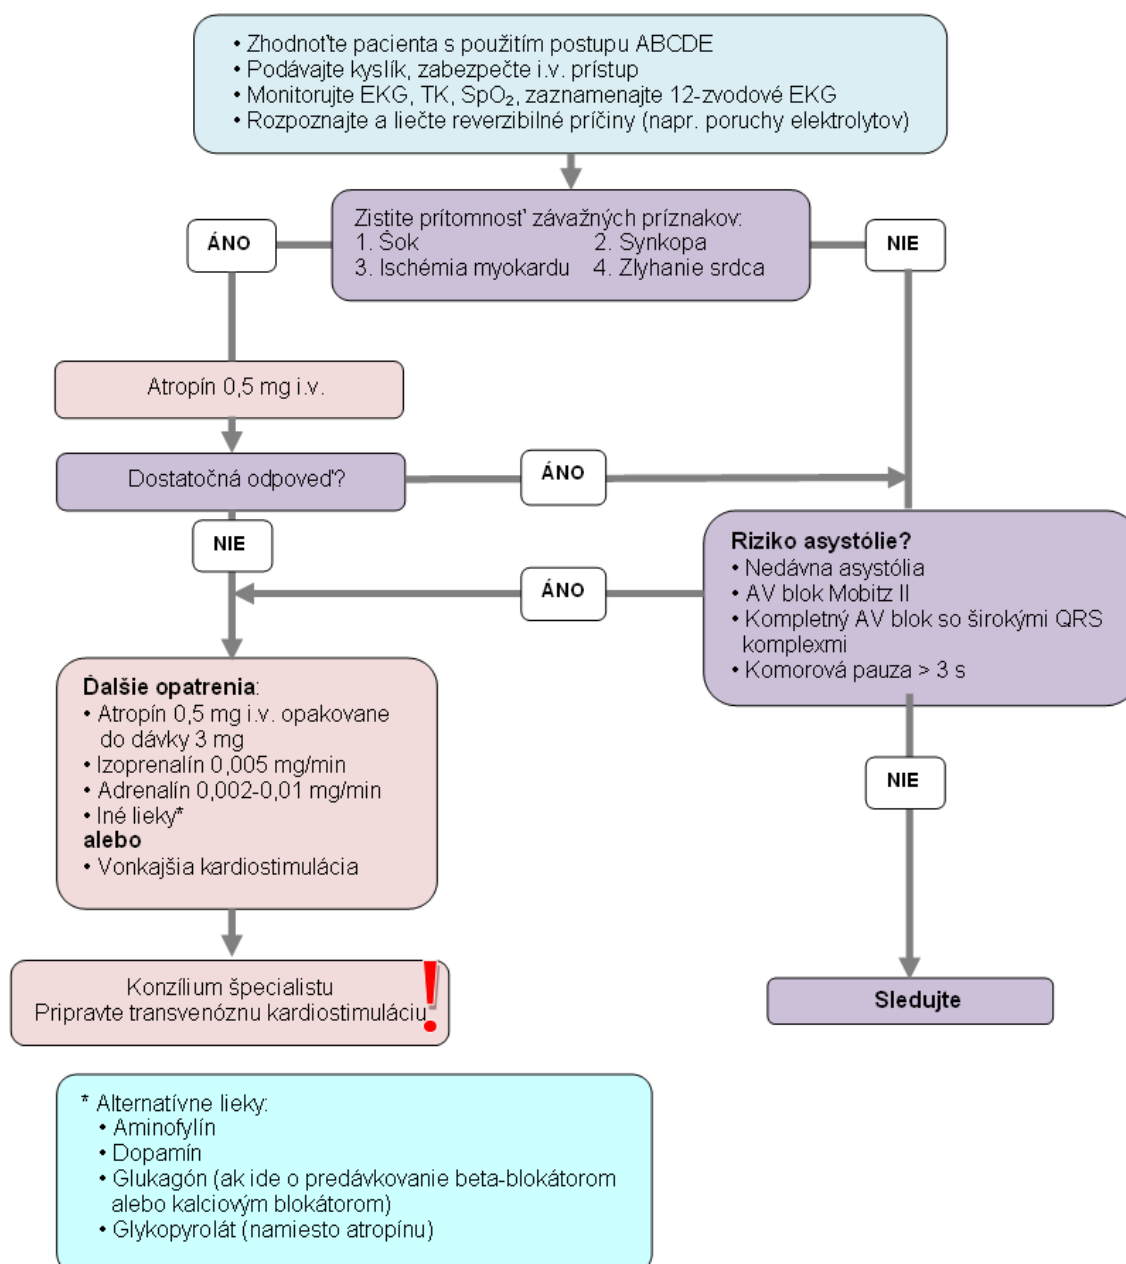 • Zhodnoťte pacienta s použitím postupu ABCDE
• Podávajte kyslík, zabezpečte i.v. prístup
• Monitorujte EKG, TK, SpO₂, zaznamenajte 12-zvodové EKG
• Rozpoznajte a liečte reverzibilné príčiny (napr. poruchy elektrolytov)
Zistite prítomnosť závažných príznakov:
1. Šok 2. Synkopa
3. Ischémia myokardu 4. Zlyhanie srdca
ÁNO
NIE
Atropín 0,5 mg i.v.
Dostatočná odpoveď?
ÁNO
NIE
Riziko asystólie?
• Nedávna asystólia
• AV blok Mobitz II
• Kompletný AV blok so širokými QRS
komplexmi
• Komorová pauza > 3 s
ÁNO
NIE
Ďalšie opatrenia:
• Atropín 0,5 mg i.v. opakovane
do dávky 3 mg
• Izoprenalín 0,005 mg/min
• Adrenalín 0,002-0,01 mg/min
• Iné lieky*
alebo
• Vonkajšia kardiostimulácia
Konzílium špecialistu
Pripravte transvenóznu kardiostimuláciu
!
Sledujte
* Alternatívne lieky:
• Aminofylín
• Dopamín
• Glukagón (ak ide o predávkovanie beta-blokátorom
alebo kalciovým blokátorom)
• Glykopyrolát (namiesto atropínu)